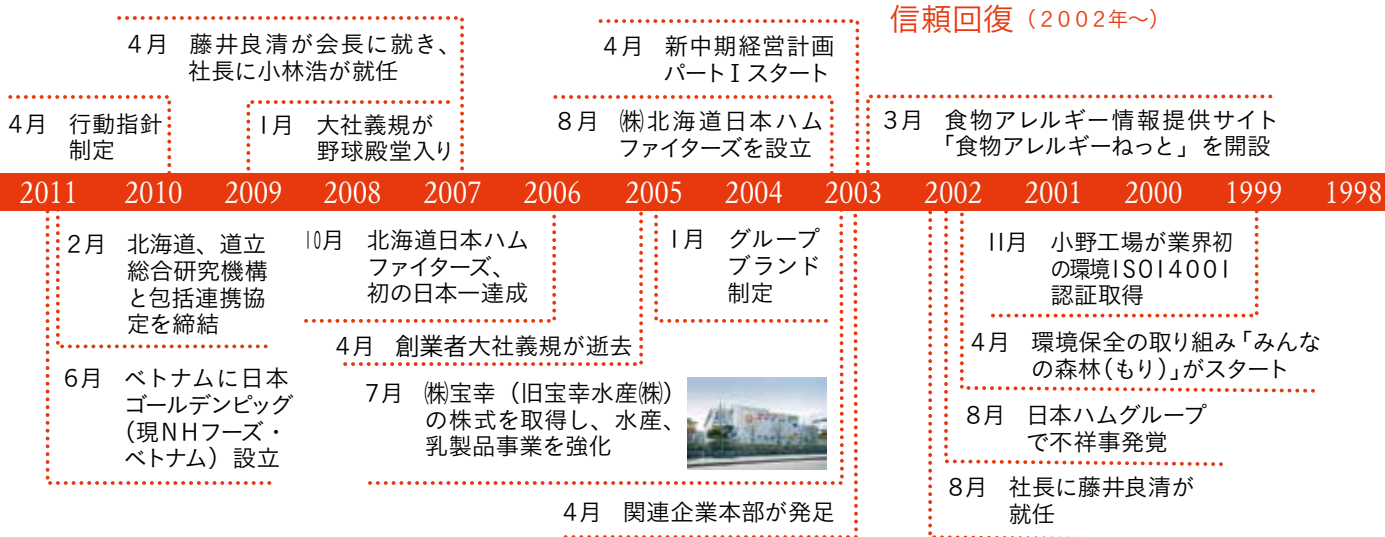 信頼回復（2002年～）
4月 藤井良清が会長に就き、
社長に小林浩が就任
4月 新中期経営計画
パートⅠスタート
4月 行動指針
制定
1月 大社義規が
野球殿堂入り
8月 ㈱北海道日本ハム
ファイターズを設立
3月 食物アレルギー情報提供サイト
「食物アレルギーねっと」を開設
2011 2010 2009 2008 2007 2006 2005 2004 2003 2002 2001 2000 1999 1998
2月 北海道、道立
総合研究機構
と包括連携協
定を締結
10月 北海道日本ハム
ファイターズ、
初の日本一達成
1月 グループ
ブランド
制定
11月 小野工場が業界初
の環境ISO14001
認証取得
4月 創業者大社義規が逝去
4月 環境保全の取り組み「みんな
の森林（もり）」がスタート
6月 ベトナムに日本
ゴールデンピッグ
（現NHフーズ・
ベトナム）設立
7月 ㈱宝幸（旧宝幸水産㈱）
の株式を取得し、水産、
乳製品事業を強化
8月 日本ハムグループ
で不祥事発覚
8月 社長に藤井良清が
就任
4月 関連企業本部が発足